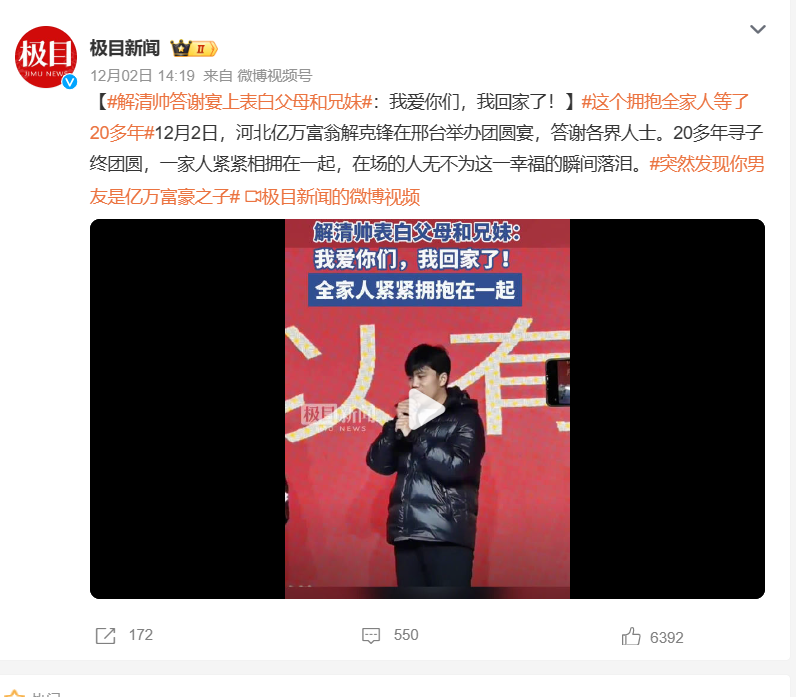 极目
JIMU NEWS
极目新闻 II
12月02日 14:19 来自 微博视频号
【#解清帅答谢宴上表白父母和兄妹#：我爱你们，我回家了！】#这个拥抱全家人等了
20多年#12月2日，河北亿万富翁解克锋在邢台举办团圆宴，答谢各界人士。20多年寻子
终团圆，一家人紧紧相拥在一起，在场的人无不为这一幸福的瞬间落泪。#突然发现你男
友是亿万富豪之子# 极目新闻的微博视频
解清帅表白父母和兄妹：
我爱你们，我回家了！
全家人紧紧拥抱在一起
以有
极目新闻
JIMU NEWS
172
550
6392